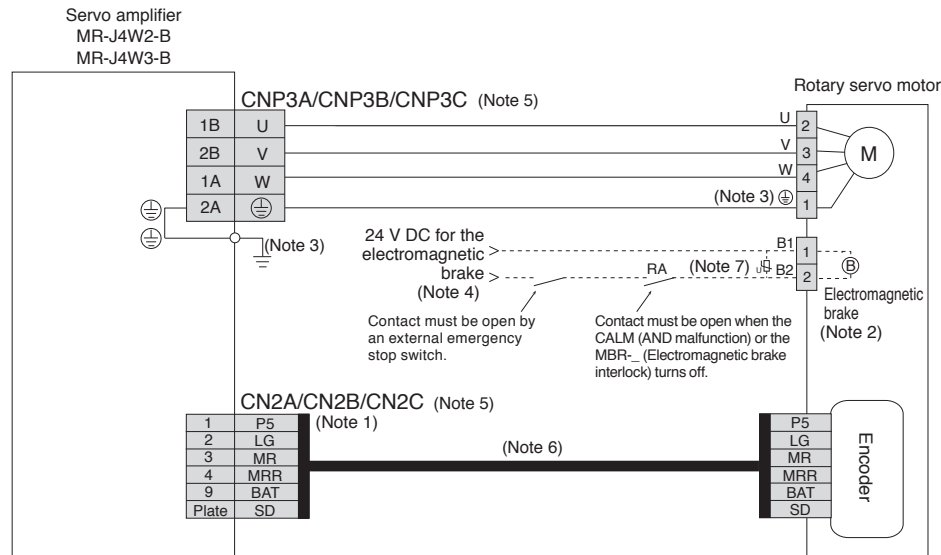 Servo amplifier
MR-J4W2-B
MR-J4W3-B
Rotary servo motor
CNP3A/CNP3B/CNP3C (Note 5)
1B U
2B V
1A W
2A
(Note 3)
U 2
V 3
W 4
(Note 3) 1
M
24 V DC for the
electromagnetic
brake
(Note 4)
RA
(Note 7)
U
B1 1
B2 2
B
Electromagnetic
brake
(Note 2)
Contact must be open by
an external emergency
stop switch.
Contact must be open when the
CALM (AND malfunction) or the
MBR-_ (Electromagnetic brake
interlock) turns off.
CN2A/CN2B/CN2C (Note 5)
(Note 1)
(Note 6)
1 P5
2 LG
3 MR
4 MRR
9 BAT
Plate SD
P5
LG
MR
MRR
BAT
SD
Encoder